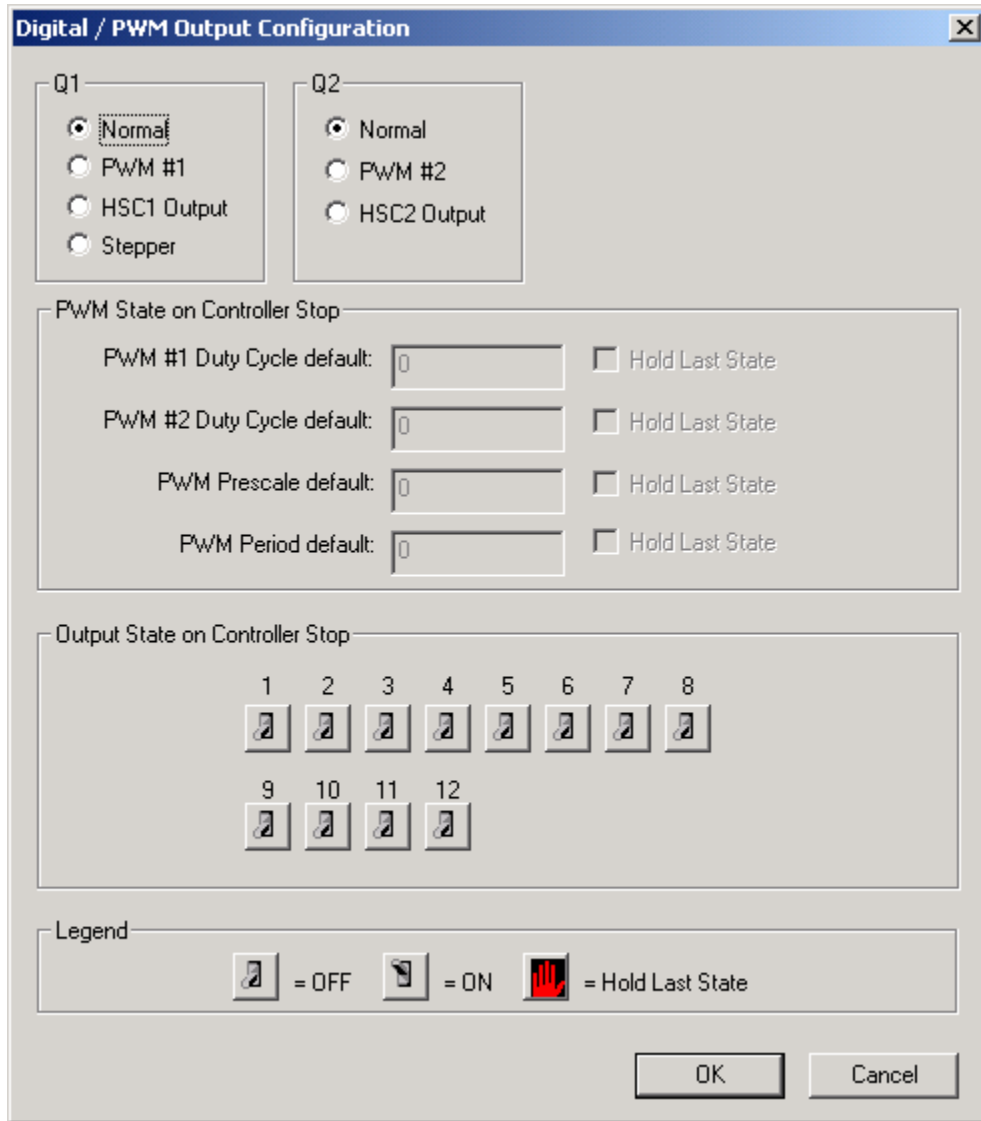 Digital / PWM Output Configuration
Q1
Normal
PWM #1
HSC1 Output
Stepper
Q2
Normal
PWM #2
HSC2 Output
PWM State on Controller Stop
PWM #1 Duty Cycle default: 0 Hold Last State
PWM #2 Duty Cycle default: 0 Hold Last State
PWM Prescale default: 0 Hold Last State
PWM Period default: 0 Hold Last State
Output State on Controller Stop
1 2 3 4 5 6 7 8
9 10 11 12
Legend
= OFF = ON = Hold Last State
OK Cancel